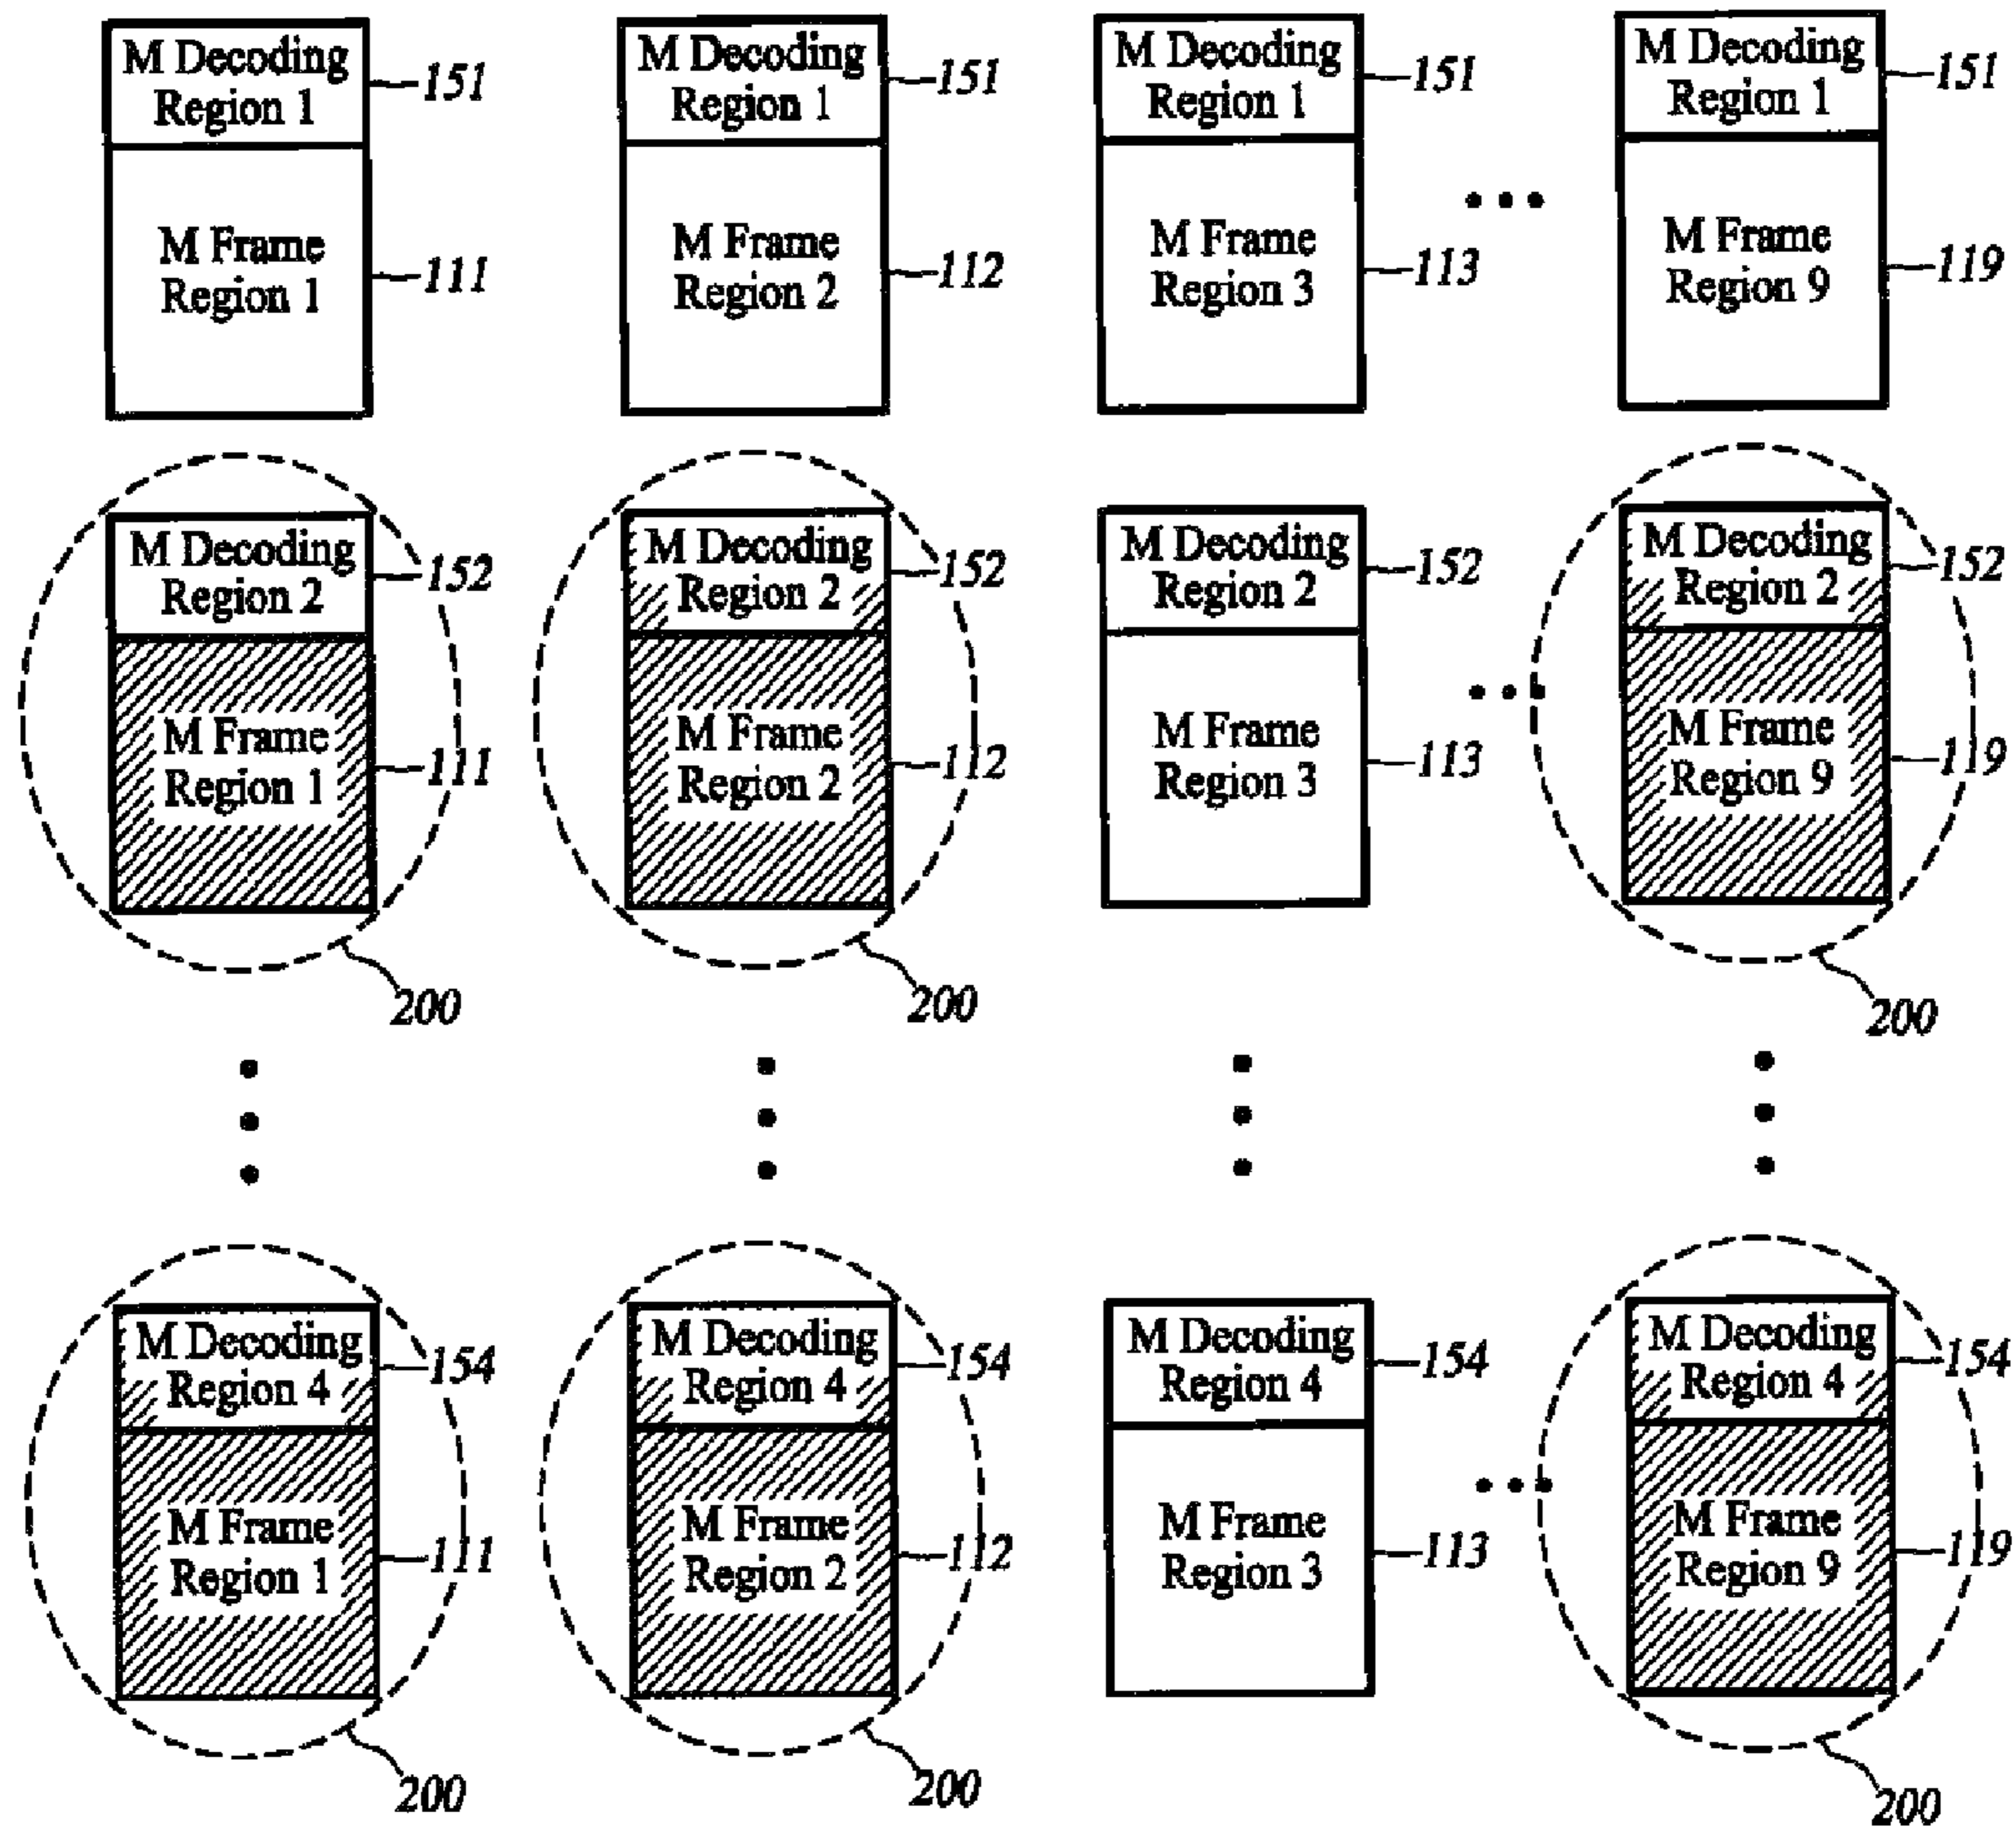 M Decoding
Region 1
151
M Frame
Region 1
111
M Decoding
Region 1
151
M Frame
Region 2
112
M Decoding
Region 1
151
M Frame
Region 3
113
M Decoding
Region 1
151
M Frame
Region 9
119
M Decoding
Region 2
152
M Frame
Region 1
111
200
M Decoding
Region 2
152
M Frame
Region 2
112
200
M Decoding
Region 2
152
M Frame
Region 3
113
M Decoding
Region 2
152
M Frame
Region 9
119
200
M Decoding
Region 4
154
M Frame
Region 1
111
200
M Decoding
Region 4
154
M Frame
Region 2
112
200
M Decoding
Region 4
154
M Frame
Region 3
113
M Decoding
Region 4
154
M Frame
Region 9
119
200